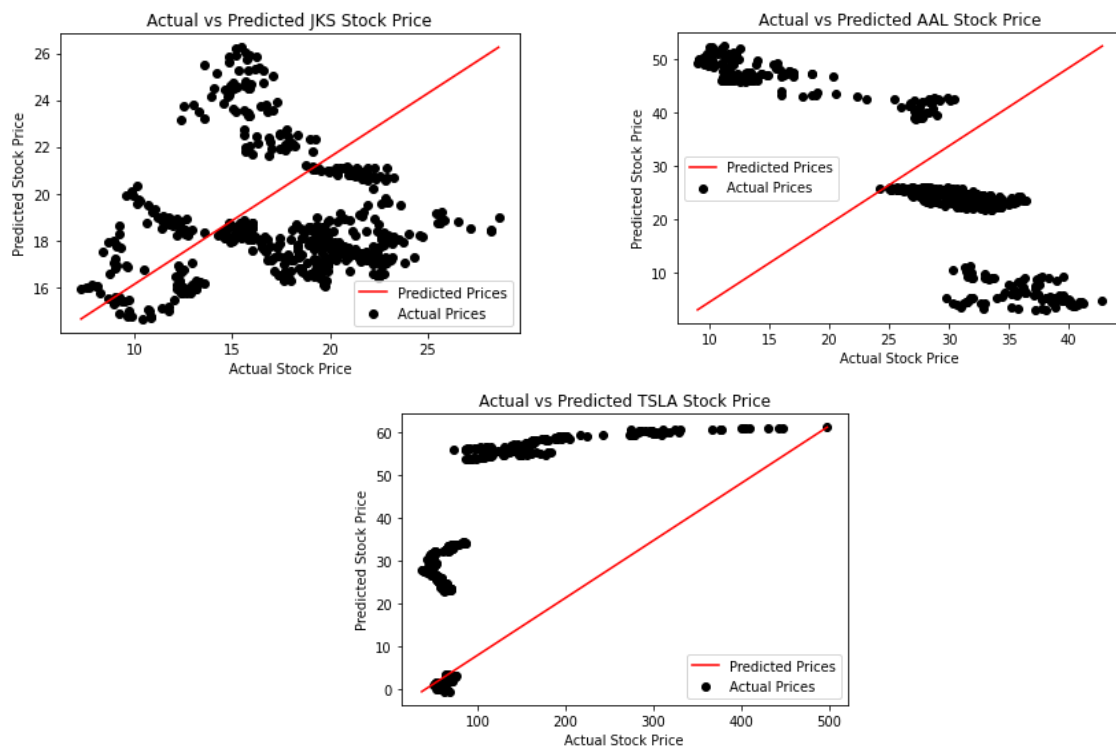 Actual vs Predicted JKS Stock Price
26
24
22
20
18
16
Predicted Stock Price
10
15
20
25
Actual Stock Price
Predicted Prices
Actual Prices
Actual vs Predicted AAL Stock Price
50
40
30
20
10
Predicted Stock Price
10
15
20
25
30
35
40
Actual Stock Price
Predicted Prices
Actual Prices
Actual vs Predicted TSLA Stock Price
60
50
40
30
20
10
0
Predicted Stock Price
100
200
300
400
500
Actual Stock Price
Predicted Prices
Actual Prices